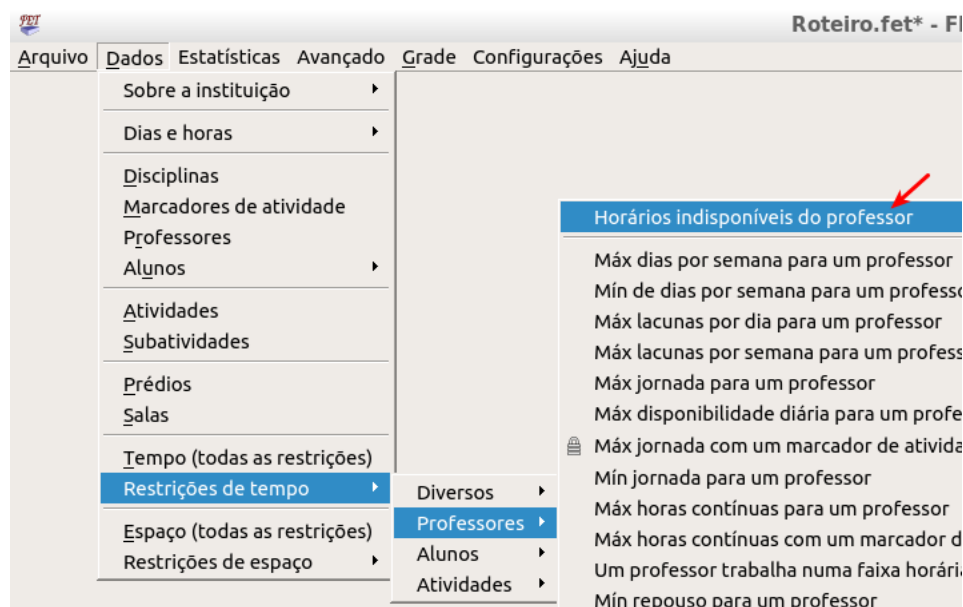 FET
Roteiro.fet* - F
Arquivo Dados Estatísticas Avançado Grade Configurações Ajuda
Sobre a instituição
Dias e horas
Disciplinas
Marcadores de atividade
Professores
Alunos
Atividades
Subatividades
Prédios
Salas
Tempo (todas as restrições)
Restrições de tempo
Espaço (todas as restrições)
Restrições de espaço
Diversos
Professores
Alunos
Atividades
Horários indisponíveis do professor
Máx dias por semana para um professor
Mín de dias por semana para um professo
Máx lacunas por dia para um professor
Máx lacunas por semana para um profess
Máx jornada para um professor
Máx disponibilidade diária para um profe
Máx jornada com um marcador de ativida
Mín jornada para um professor
Máx horas contínuas para um professor
Máx horas contínuas com um marcador d
Um professor trabalha numa faixa horári
Mín repouso para um professor